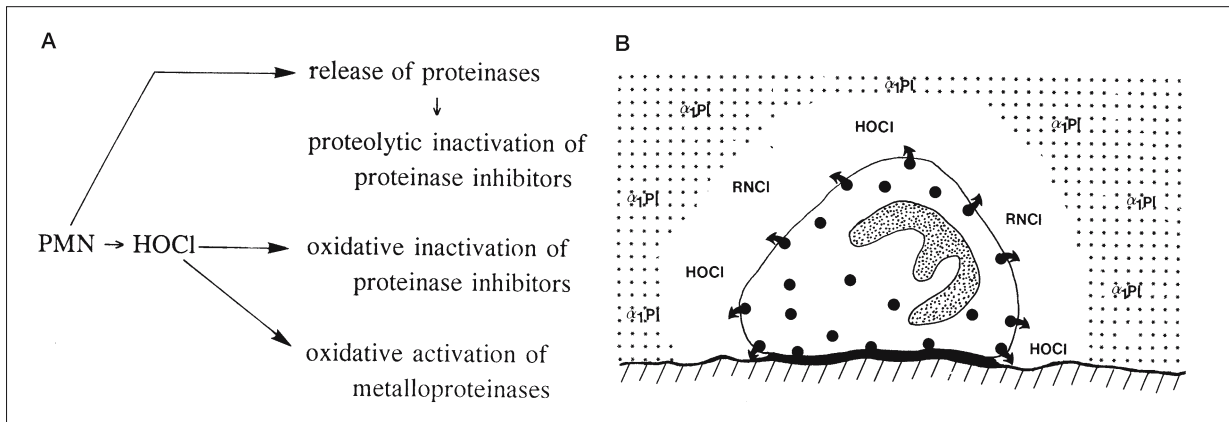 A
release of proteinases
↓
proteolytic inactivation of
proteinase inhibitors
PMN → HOCl
oxidative inactivation of
proteinase inhibitors
oxidative activation of
metalloproteinases
B
α₁PI
α₁PI
α₁PI
HOCl
RNCl
α₁PI
α₁PI
RNCl
HOCl
α₁PI
α₁PI
HOCl